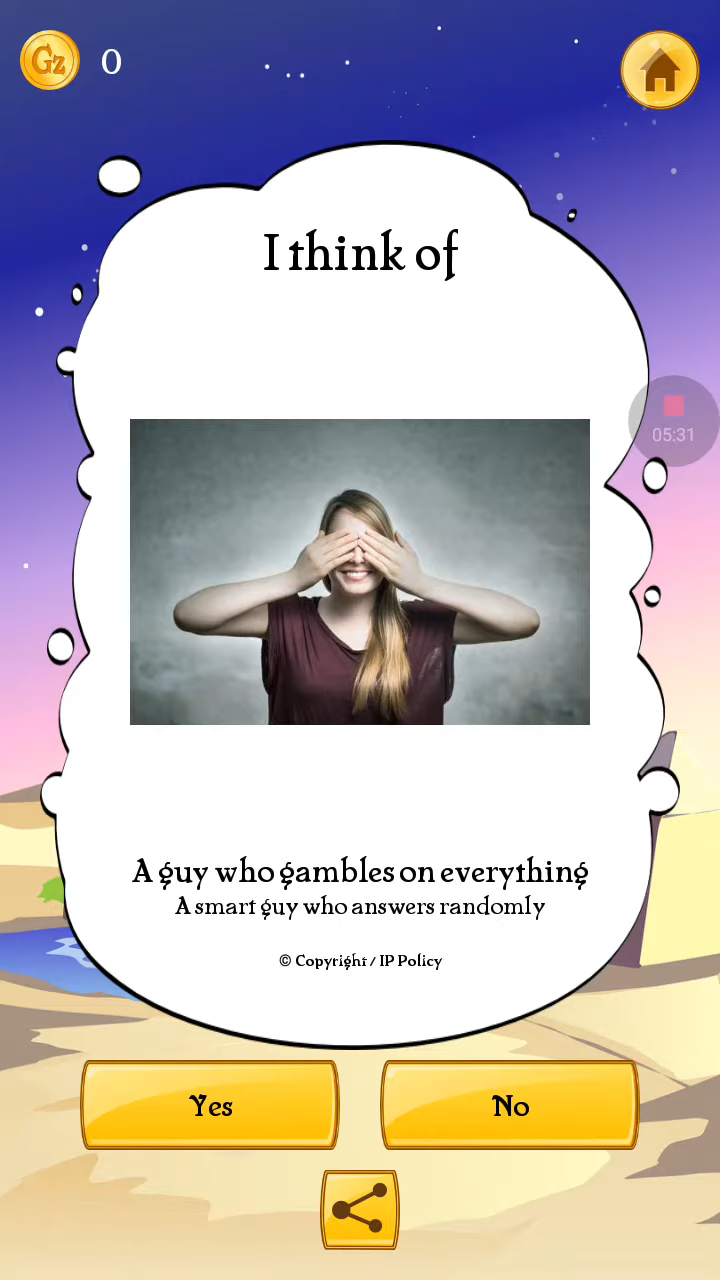 Gz 0
I think of
05:31
A guy who gambles on everything
A smart guy who answers randomly
© Copyright / IP Policy
Yes No